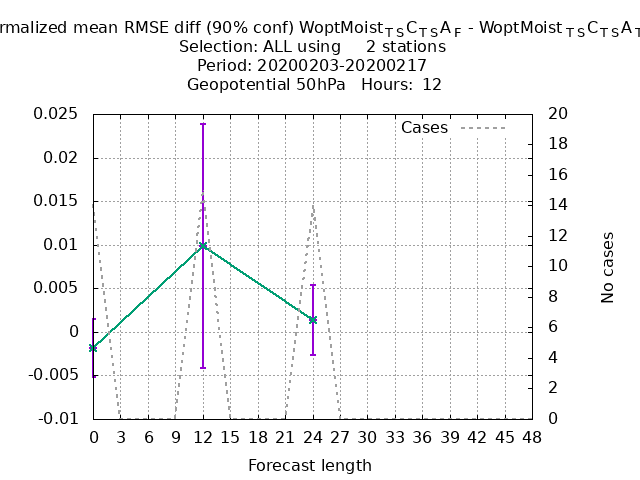 rmalized mean RMSE diff (90% conf) WoptMoistTSCTSAF - WoptMoistTSCTSAT
Selection: ALL using 2 stations
Period: 20200203-20200217
Geopotential 50hPa Hours: 12
0.025
0.02
0.015
0.01
0.005
0
-0.005
-0.01
20
18
16
14
12
10
8
6
4
2
0
Cases
No cases
0 3 6 9 12 15 18 21 24 27 30 33 36 39 42 45 48
Forecast length